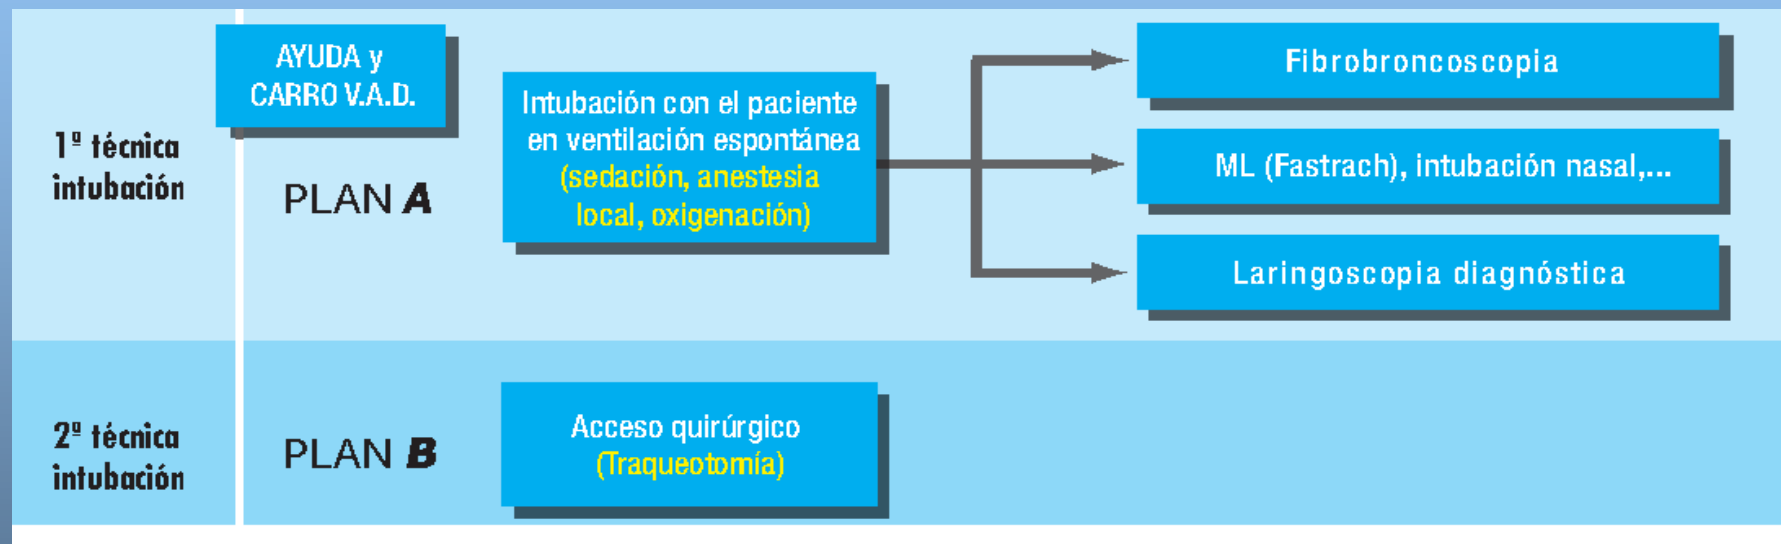 AYUDA y
CARRO V.A.D.
1ª técnica
intubación
PLAN A
Intubación con el paciente
en ventilación espontánea
(sedación, anestesia
local, oxigenación)
Fibrobroncoscopia
ML (Fastrach), intubación nasal,...
Laringoscopia diagnóstica
2ª técnica
intubación
PLAN B
Acceso quirúrgico
(Traqueotomía)